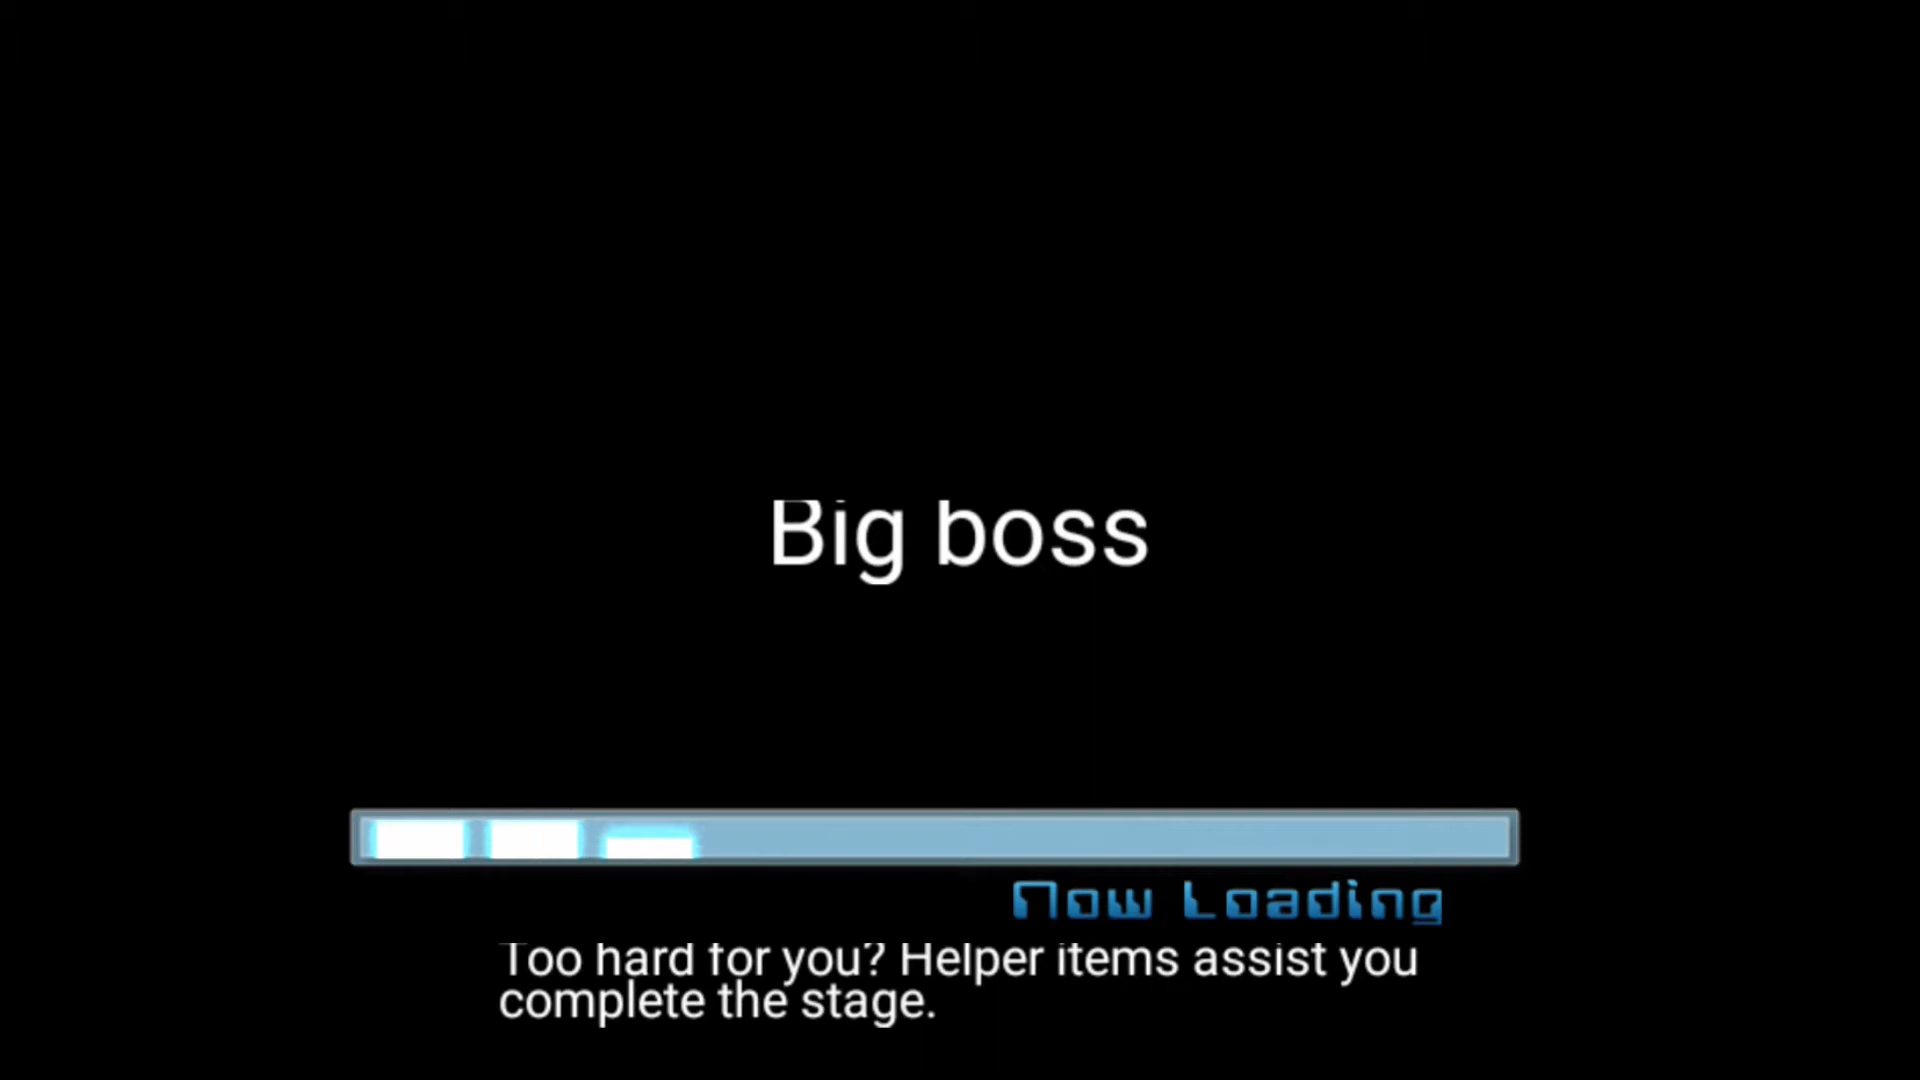 Big boss
Now Loading
Too hard for you? Helper items assist you
complete the stage.